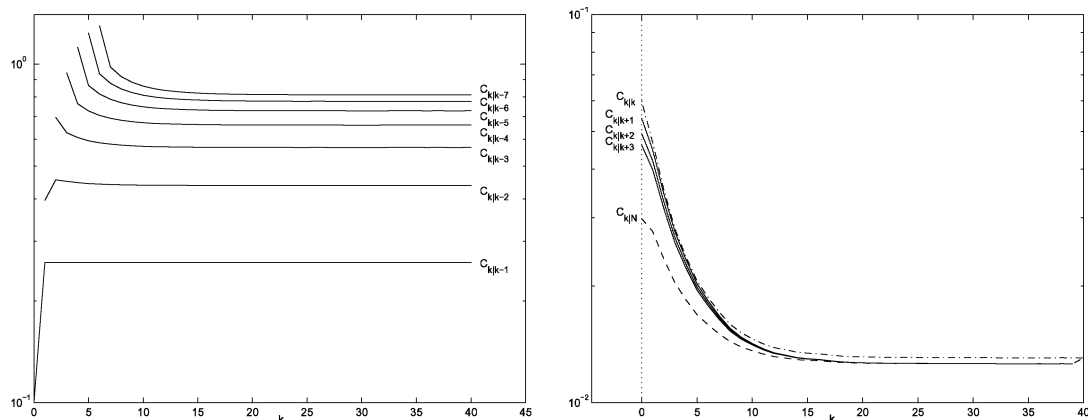 10^0
10^-1
C_k|k-7
C_k|k-6
C_k|k-5
C_k|k-4
C_k|k-3
C_k|k-2
C_k|k-1
0 5 10 15 20 25 30 35 40 45
k
10^-1
10^-2
C_k|k
C_k|k+1
C_k|k+2
C_k|k+3
C_k|N
0 5 10 15 20 25 30 35 40
k